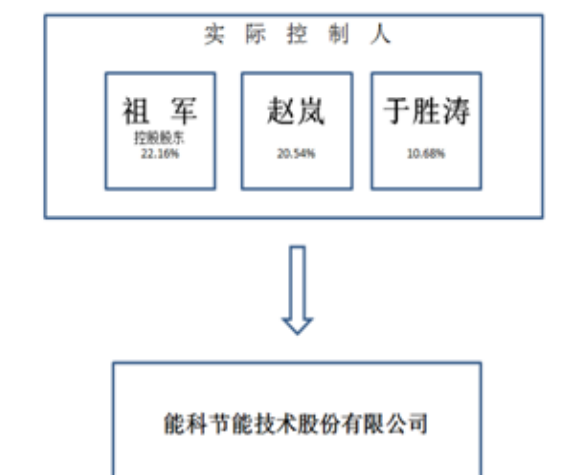 实际控制人
祖 军 赵岚 于胜涛
控股股东
22.16% 20.54% 10.68%
能科节能技术股份有限公司